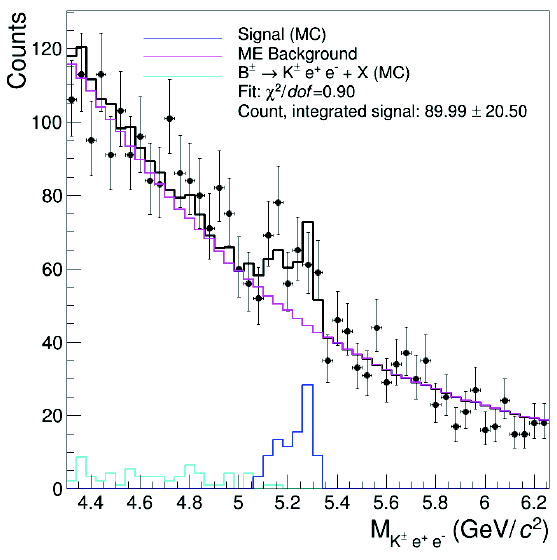 Counts
120
100
80
60
40
20
0
Signal (MC)
ME Background
B± → K± e+ e- + X (MC)
Fit: χ²/dof=0.90
Count, integrated signal: 89.99 ± 20.50
4.4 4.6 4.8 5 5.2 5.4 5.6 5.8 6 6.2
M K± e+ e- (GeV/c²)